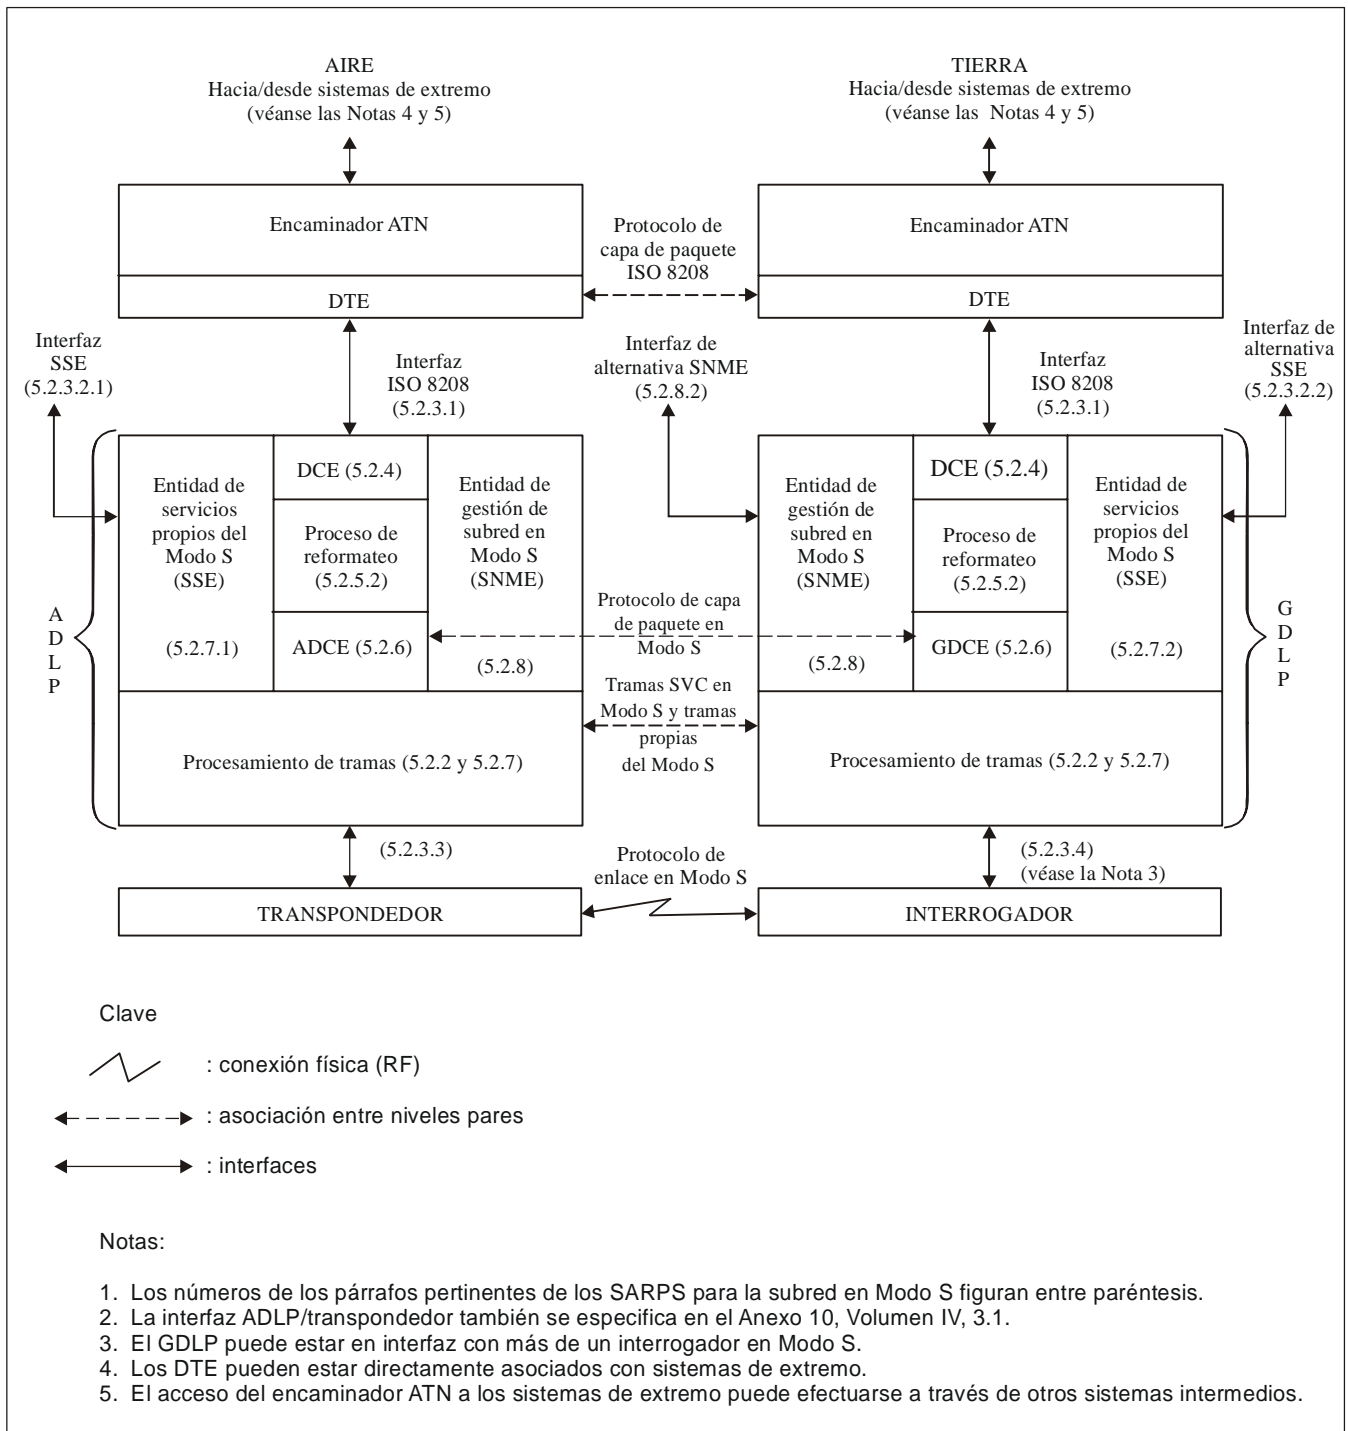 AIRE
Hacia/desde sistemas de extremo
(véanse las Notas 4 y 5)
TIERRA
Hacia/desde sistemas de extremo
(véanse las Notas 4 y 5)
Encaminador ATN
DTE
Protocolo de
capa de paquete
ISO 8208
Encaminador ATN
DTE
Interfaz
SSE
(5.2.3.2.1)
Interfaz
ISO 8208
(5.2.3.1)
Interfaz de
alternativa SNME
(5.2.8.2)
Interfaz
ISO 8208
(5.2.3.1)
Interfaz de
alternativa
SSE
(5.2.3.2.2)
A
D
L
P
Entidad de
servicios
propios del
Modo S
(SSE)
(5.2.7.1)
DCE (5.2.4)
Proceso de
reformateo
(5.2.5.2)
ADCE (5.2.6)
Entidad de
gestión de
subred en
Modo S
(SNME)
(5.2.8)
Protocolo de capa
de paquete en
Modo S
Tramas SVC en
Modo S y tramas
propias
del Modo S
Entidad de
gestión de
subred en
Modo S
(SNME)
(5.2.8)
DCE (5.2.4)
Proceso de
reformateo
(5.2.5.2)
GDCE (5.2.6)
Entidad de
servicios
propios del
Modo S
(SSE)
(5.2.7.2)
G
D
L
P
Procesamiento de tramas (5.2.2 y 5.2.7)
Procesamiento de tramas (5.2.2 y 5.2.7)
(5.2.3.3)
Protocolo de
enlace en Modo S
(5.2.3.4)
(véase la Nota 3)
TRANSPONDEDOR
INTERROGADOR
Clave
: conexión física (RF)
: asociación entre niveles pares
: interfaces
Notas:
1. Los números de los párrafos pertinentes de los SARPS para la subred en Modo S figuran entre paréntesis.
2. La interfaz ADLP/transpondedor también se especifica en el Anexo 10, Volumen IV, 3.1.
3. El GDLP puede estar en interfaz con más de un interrogador en Modo S.
4. Los DTE pueden estar directamente asociados con sistemas de extremo.
5. El acceso del encaminador ATN a los sistemas de extremo puede efectuarse a través de otros sistemas intermedios.